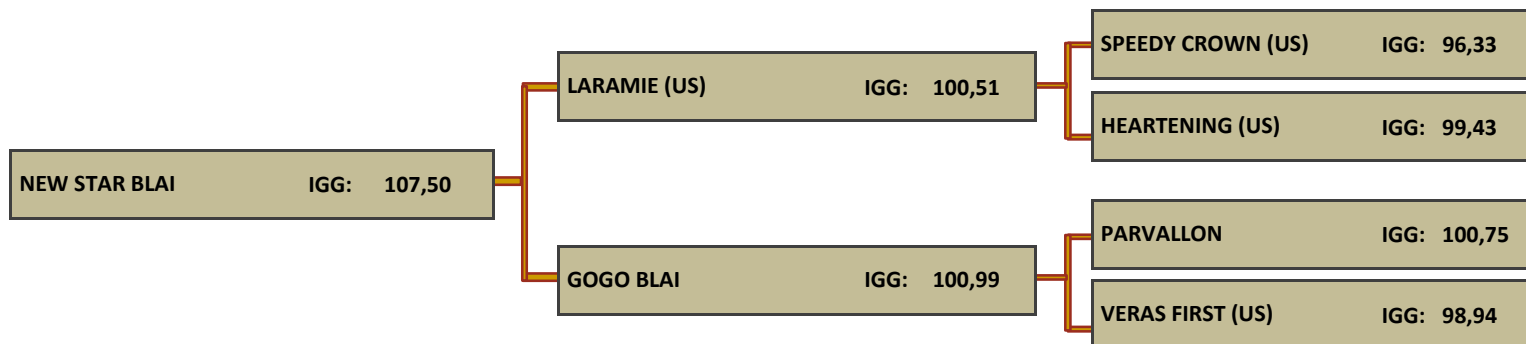 SPEEDY CROWN (US) IGG: 96,33
LARAMIE (US) IGG: 100,51
HEARTENING (US) IGG: 99,43
NEW STAR BLAI IGG: 107,50
PARVALLON IGG: 100,75
GOGO BLAI IGG: 100,99
VERAS FIRST (US) IGG: 98,94